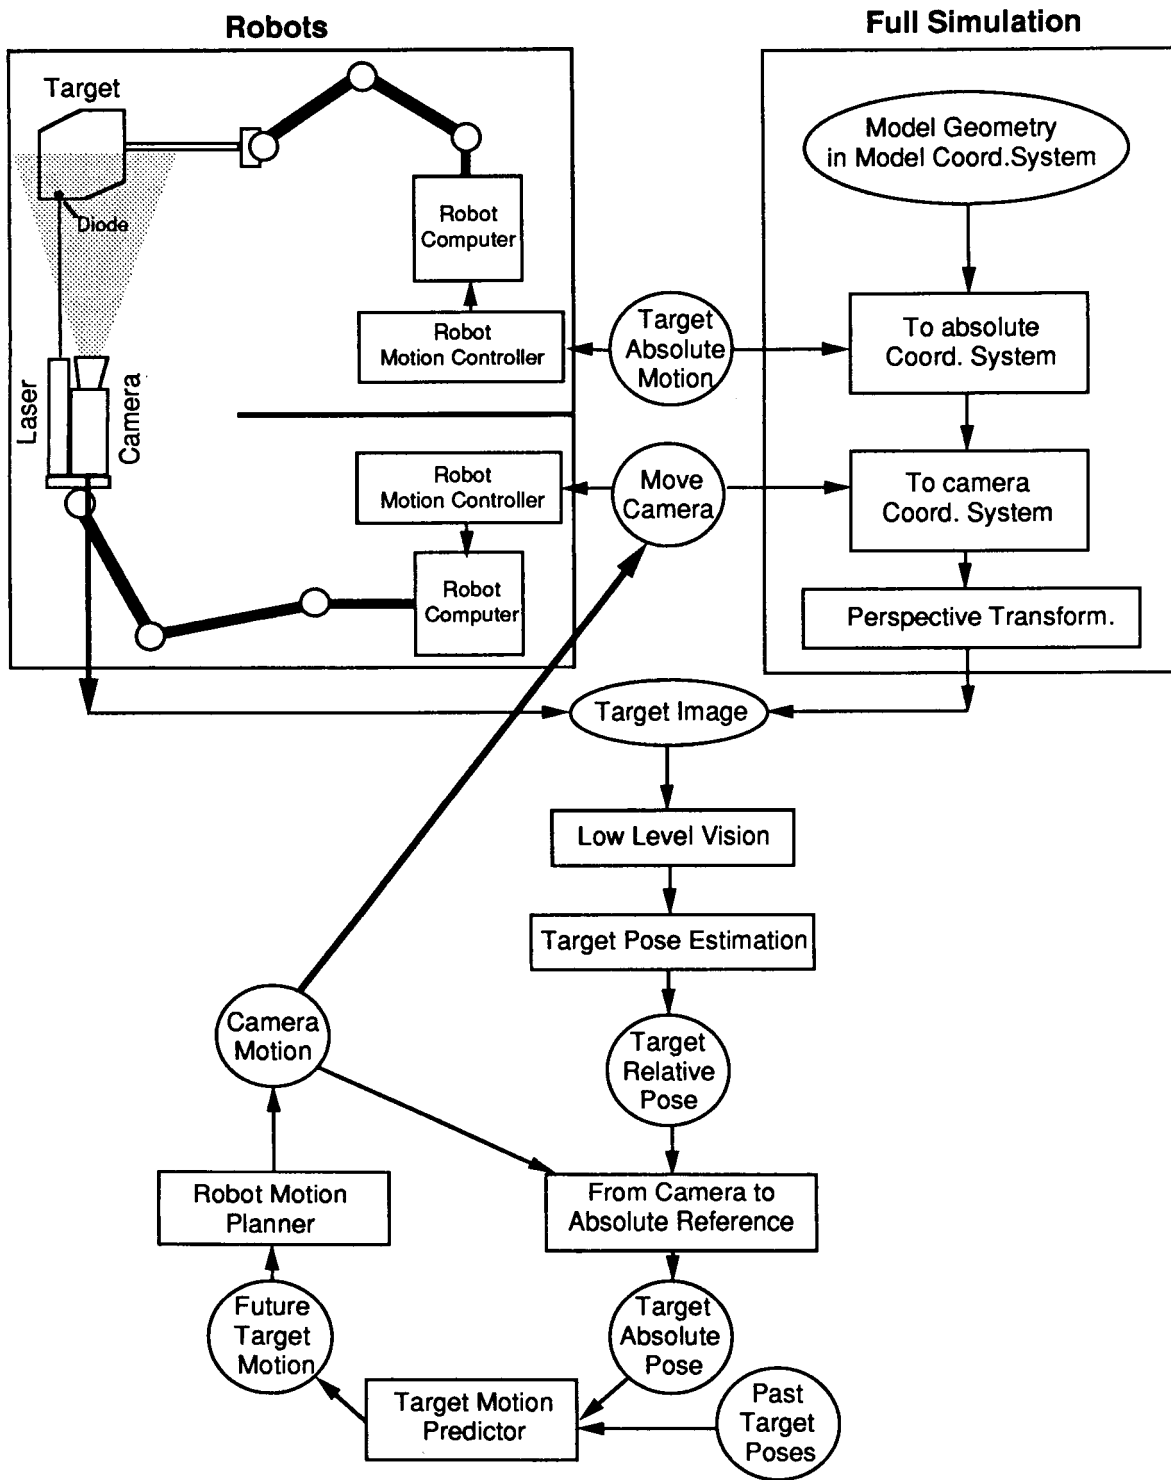 Robots
Full Simulation
Target
Diode
Laser
Camera
Robot
Computer
Robot
Motion Controller
Robot
Motion Controller
Robot
Computer
Target
Absolute
Motion
Move
Camera
Model Geometry
in Model Coord.System
To absolute
Coord. System
To camera
Coord. System
Perspective Transform.
Target Image
Low Level Vision
Target Pose Estimation
Target
Relative
Pose
Camera
Motion
From Camera to
Absolute Reference
Robot Motion
Planner
Target
Absolute
Pose
Future
Target
Motion
Target Motion
Predictor
Past
Target
Poses